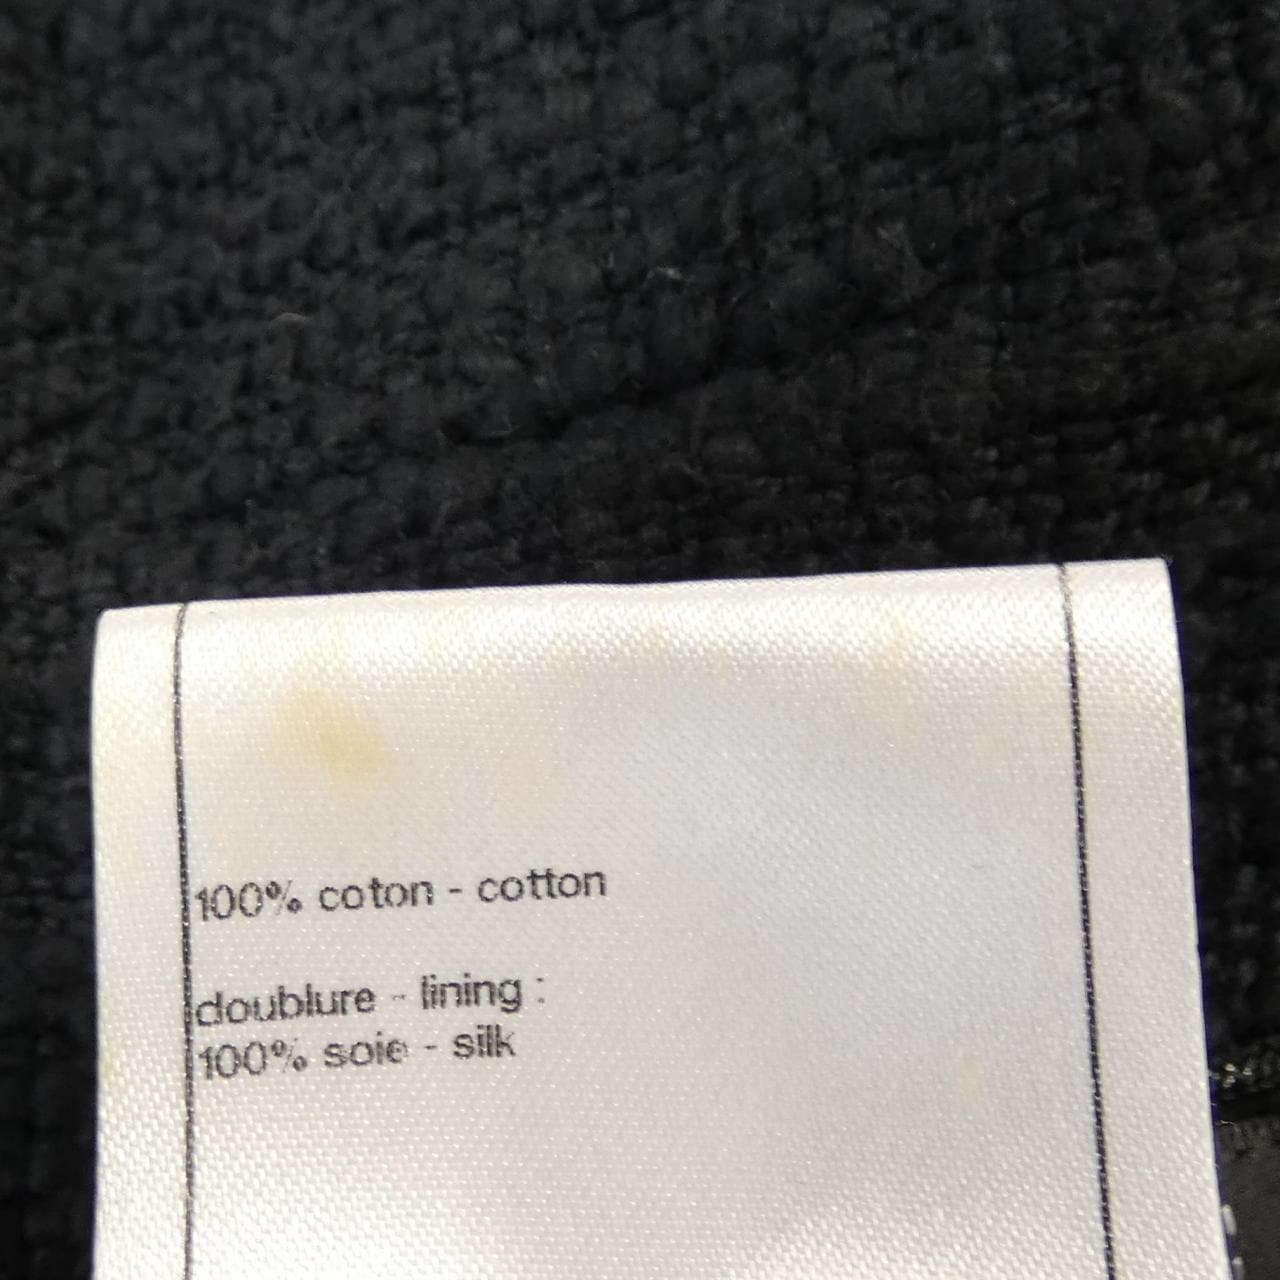 100% coton - cotton
doublure - lining :
100% soie - silk